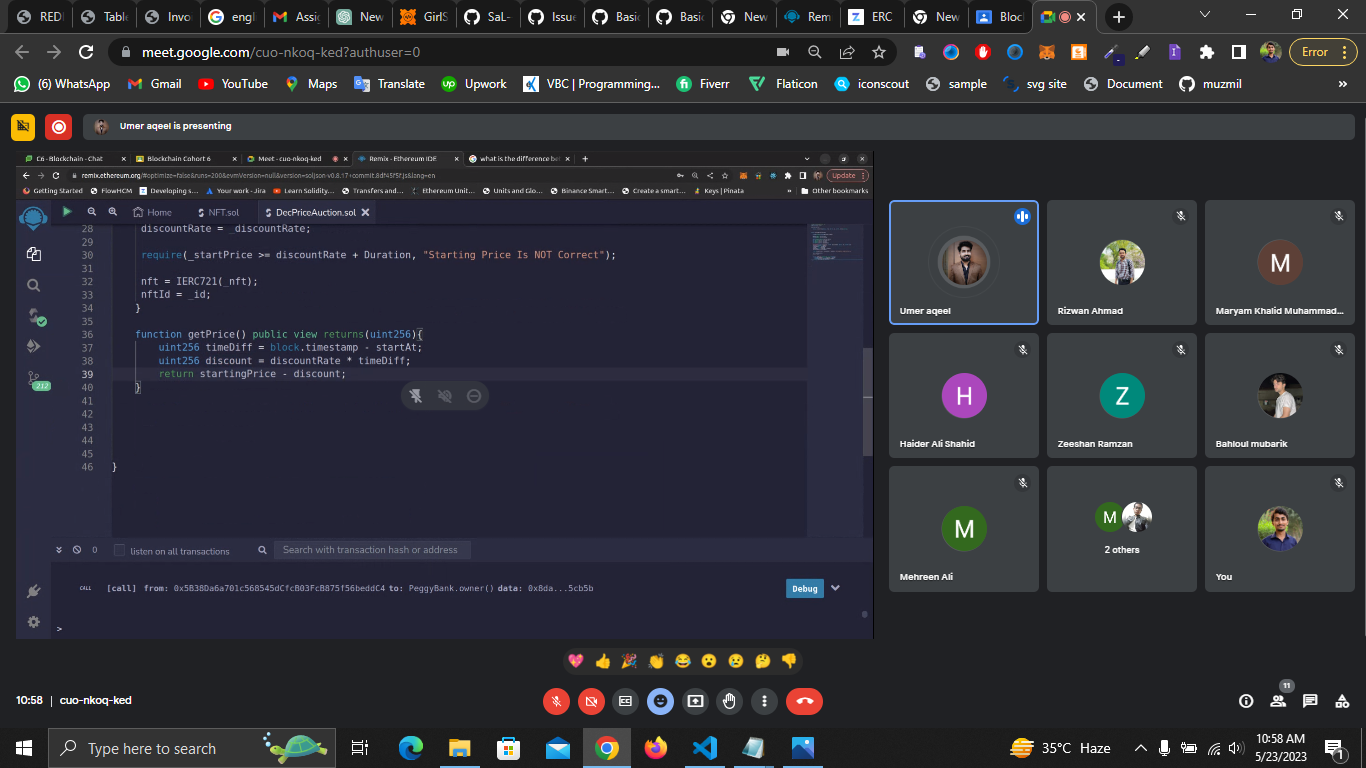 RED
Table
Invo
engl
Assig
New
GirlS
SaL-
Issue
Basic
Basic
New
Rem
ERC
New
Bloc
meet.google.com/cuo-nkoq-ked?authuser=0
Error
(6) WhatsApp
Gmail
YouTube
Maps
Translate
Upwork
VBC | Programming...
Fiverr
Flaticon
iconscout
sample
svg site
Document
muzmil
»
Umer aqeel is presenting
C6 - Blockchain - Chat
Blockchain Cohort 6
Meet - cuo-nkoq-ked
Remix - Ethereum IDE
what is the difference bet
remix.ethereum.org/#optimize=false&runs=200&evmVersion=null&version=soljson-v0.8.17+commit.8df45f5f.js&lang=en
Update
Getting Started
FlowHCM
Developing s...
Your work - Jira
Learn Solidity...
Transfers and...
Ethereum Unit...
Units and Glo...
Binance Smart...
Create a smart...
Keys | Pinata
»
Other bookmarks
Home
NFT.sol
DecPriceAuction.sol
28 discountRate = _discountRate;
29
30 require(_startPrice >= discountRate + Duration, "Starting Price Is NOT Correct");
31
32 nft = IERC721(_nft);
33 nftId = _id;
34 }
35
36 function getPrice() public view returns(uint256){
37 uint256 timeDiff = block.timestamp - startAt;
38 uint256 discount = discountRate * timeDiff;
39 return startingPrice - discount;
40 }
41
42
43
44
45
46 }
212
0
listen on all transactions
Search with transaction hash or address
CALL
[call] from: 0x5B38Da6a701c568545dCfcB03FcB875f56beddC4 to: PeggyBank.owner() data: 0x8da...5cb5b
Debug
>
Umer aqeel
Rizwan Ahmad
M
Maryam Khalid Muhammad...
H
Haider Ali Shahid
Z
Zeeshan Ramzan
Bahloul mubarik
M
Mehreen Ali
M
2 others
You
10:58 | cuo-nkoq-ked
11
Type here to search
35°C Haze
10:58 AM
5/23/2023
1